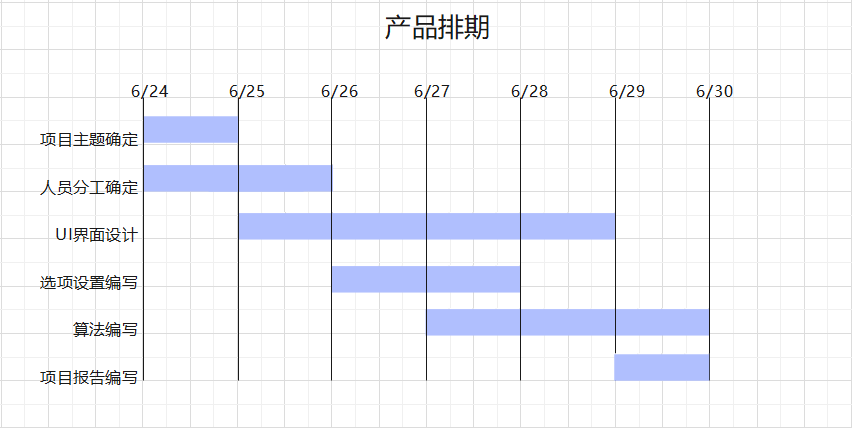 产品排期
6/24 6/25 6/26 6/27 6/28 6/29 6/30
项目主题确定
人员分工确定
UI界面设计
选项设置编写
算法编写
项目报告编写